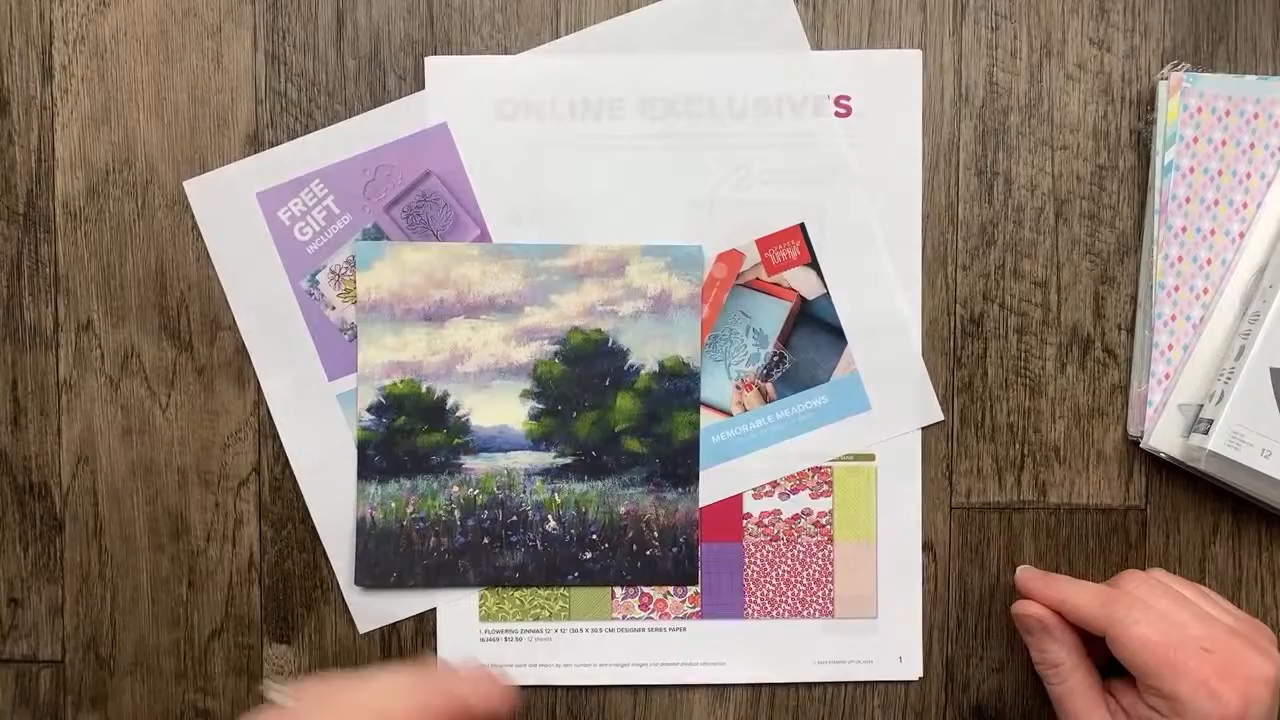 ONLINE EXCLUSIVES
FREE
GIFT
INCLUDED!
PAPER
PUMPKIN
MEMORABLE MEADOWS
1. FLOWERING ZINNIAS 12" X 12" (30.5 X 30.5 CM) DESIGNER SERIES PAPER
163469 | $12.50 • 12 sheets
1
12